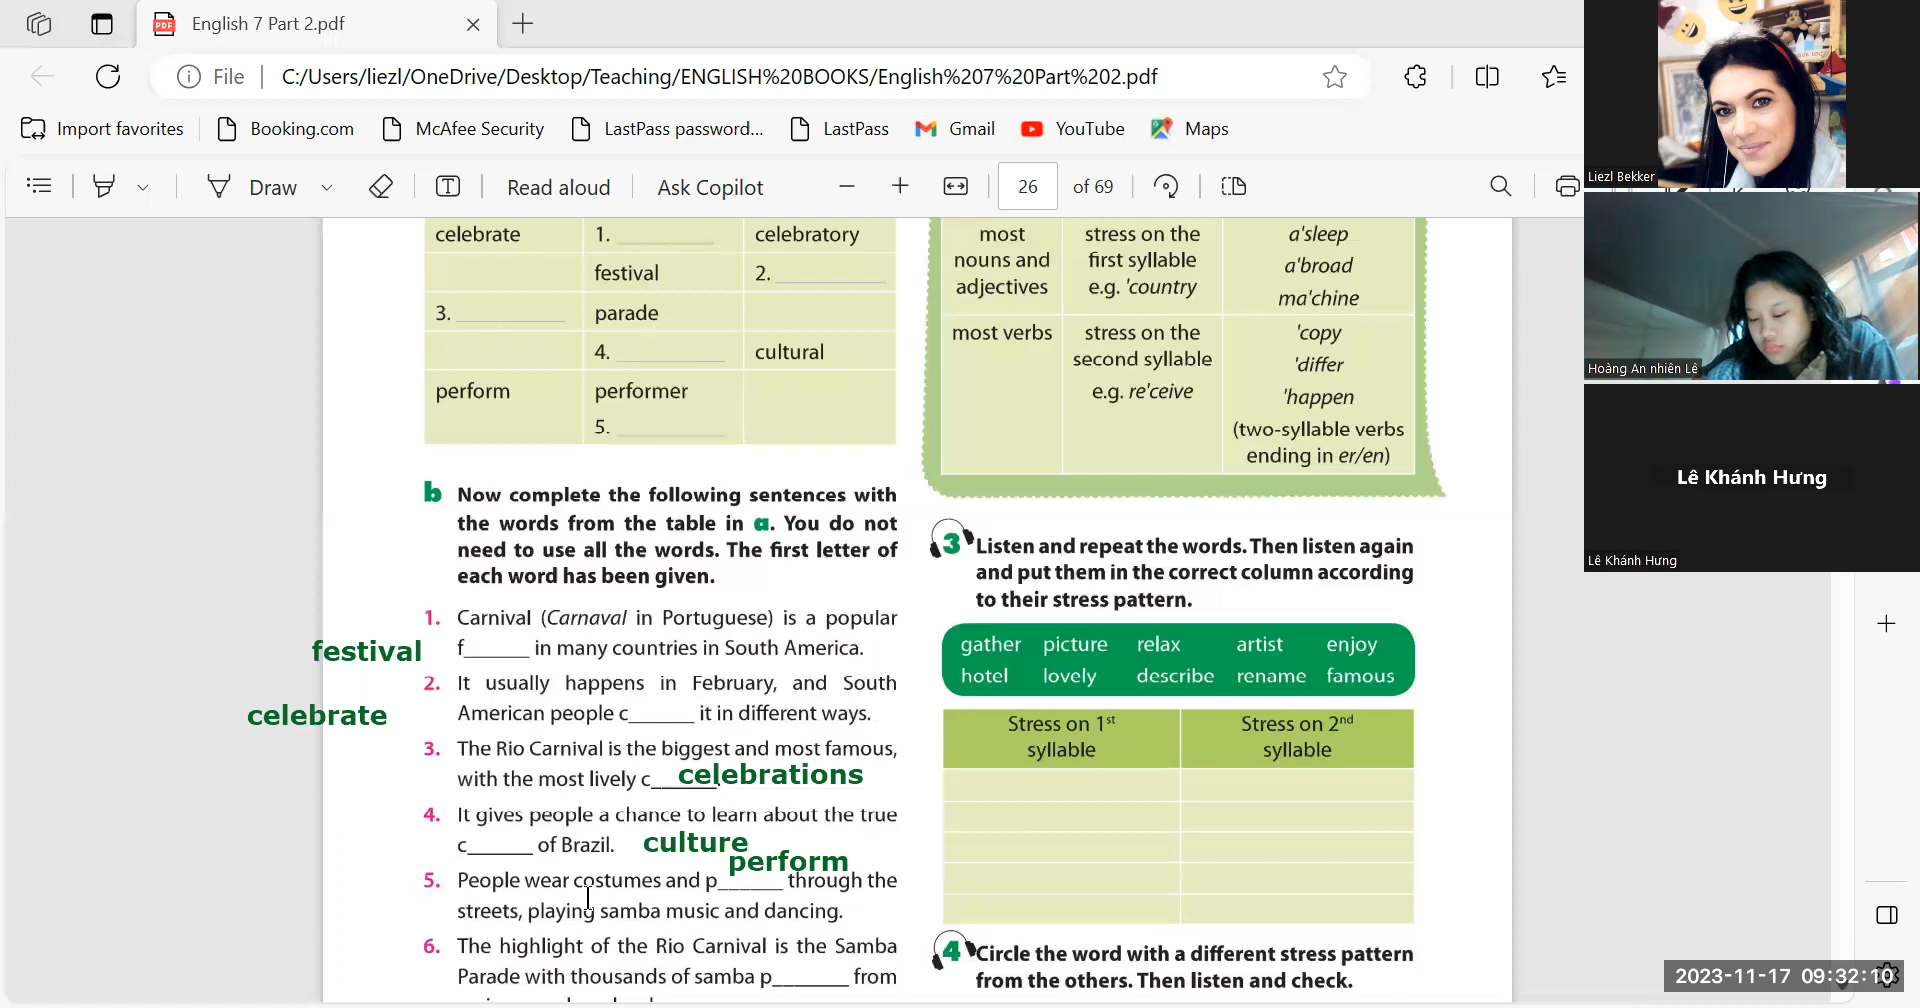 English 7 Part 2.pdf
File C:/Users/liezl/OneDrive/Desktop/Teaching/ENGLISH%20BOOKS/English%207%20Part%202.pdf
Import favorites Booking.com McAfee Security LastPass password... LastPass Gmail YouTube Maps
Draw Read aloud Ask Copilot 26 of 69
celebrate 1. ________ celebratory
festival 2. ________
3. ________ parade
4. ________ cultural
perform performer
5. ________
b Now complete the following sentences with
the words from the table in a. You do not
need to use all the words. The first letter of
each word has been given.
1. Carnival (Carnaval in Portuguese) is a popular
f______ in many countries in South America.
festival
2. It usually happens in February, and South
American people c______ it in different ways.
celebrate
3. The Rio Carnival is the biggest and most famous,
with the most lively c______.
celebrations
4. It gives people a chance to learn about the true
c______ of Brazil.
culture
perform
5. People wear costumes and p______ through the
streets, playing samba music and dancing.
6. The highlight of the Rio Carnival is the Samba
Parade with thousands of samba p_______ from
most nouns and adjectives
stress on the first syllable e.g. 'country
a'sleep
a'broad
ma'chine
most verbs
stress on the second syllable e.g. re'ceive
'copy
'differ
'happen
(two-syllable verbs
ending in er/en)
3 Listen and repeat the words. Then listen again
and put them in the correct column according
to their stress pattern.
gather picture relax artist enjoy
hotel lovely describe rename famous
Stress on 1st syllable
Stress on 2nd syllable
4 Circle the word with a different stress pattern
from the others. Then listen and check.
Liezl Bekker
Hoàng An nhiên Lê
Lê Khánh Hưng
Lê Khánh Hưng
2023-11-17 09:32:10